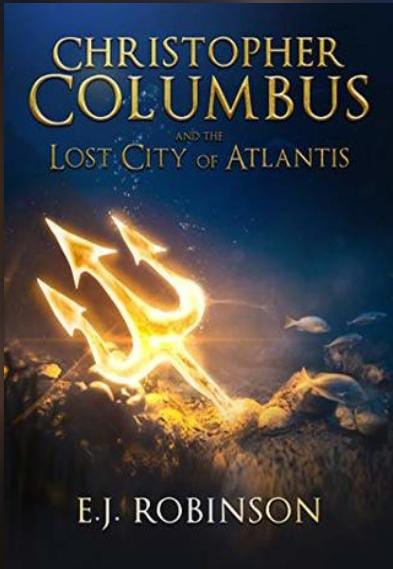 CHRISTOPHER
COLUMBUS
AND THE
LOST CITY OF ATLANTIS
E.J. ROBINSON